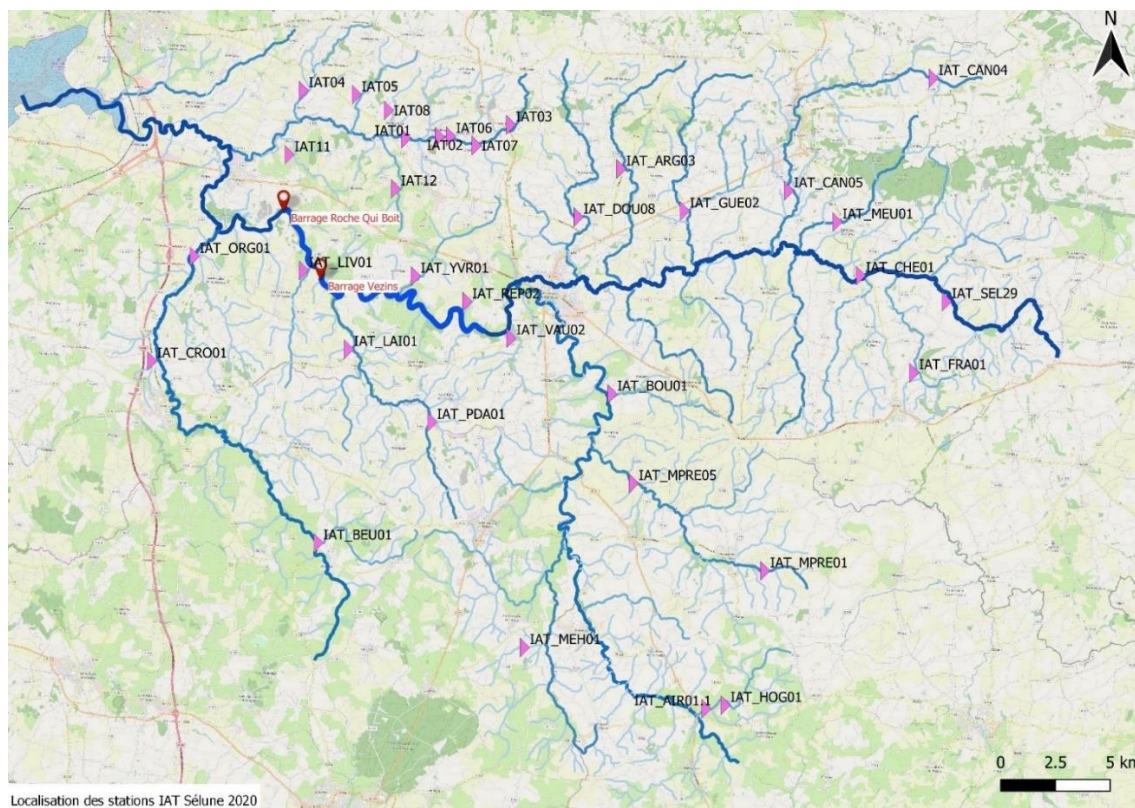 N
IAT_CAN04
IAT04
IAT05
IAT08
IAT03
IAT01
IAT06
IAT02
IAT07
IAT11
IAT_ARG03
IAT12
IAT_CAN05
IAT_DOU08
IAT_GUE02
IAT_MEU01
Barrage Roche Qui Boit
IAT_ORG01
IAT_LIV01
IAT_YVR01
IAT_CHE01
Barrage Vezins
IAT_REP02
IAT_SEL29
IAT_VAU02
IAT_LAI01
IAT_CRO01
IAT_FRA01
IAT_BOU01
IAT_PDA01
IAT_MPRE05
IAT_BEU01
IAT_MPRE01
IAT_MEH01
IAT_AIR01.1
IAT_HOG01
0 2.5 5 km
Localisation des stations IAT Sélune 2020